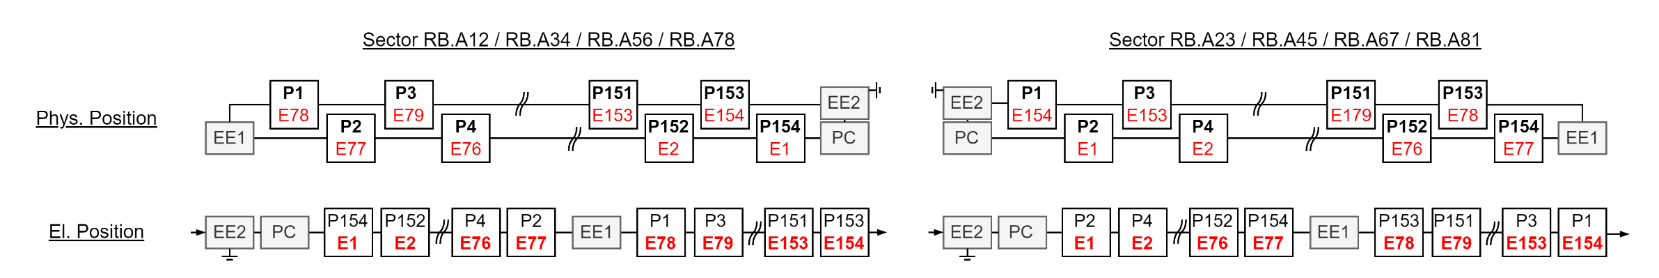 Sector RB.A12 / RB.A34 / RB.A56 / RB.A78
Sector RB.A23 / RB.A45 / RB.A67 / RB.A81
Phys. Position
P1 P3 P151 P153 EE2
E78 E79 E153 E154
EE1 P2 P4 P152 P154 PC
E77 E76 E2 E1
EE2 P1 P3 P151 P153
E154 E153 E179 E78
PC P2 P4 P152 P154 EE1
E1 E2 E76 E77
El. Position
EE2 PC P154 P152 P4 P2 EE1 P1 P3 P151 P153
E1 E2 E76 E77 E78 E79 E153 E154
EE2 PC P2 P4 P152 P154 EE1 P153 P151 P3 P1
E1 E2 E76 E77 E78 E79 E153 E154